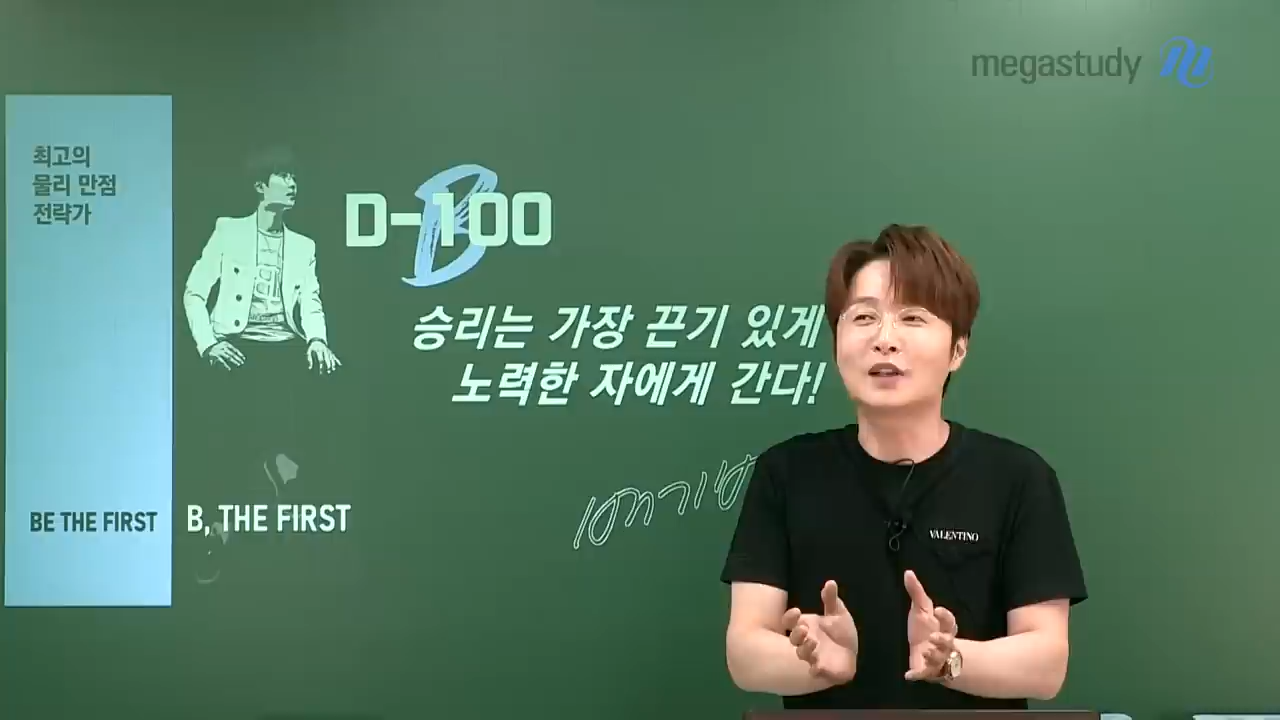 megastudy
최고의
물리 만점
전략가
D-100
B
승리는 가장 끈기 있게
노력한 자에게 간다!
BE THE FIRST
B, THE FIRST
VALENTINO